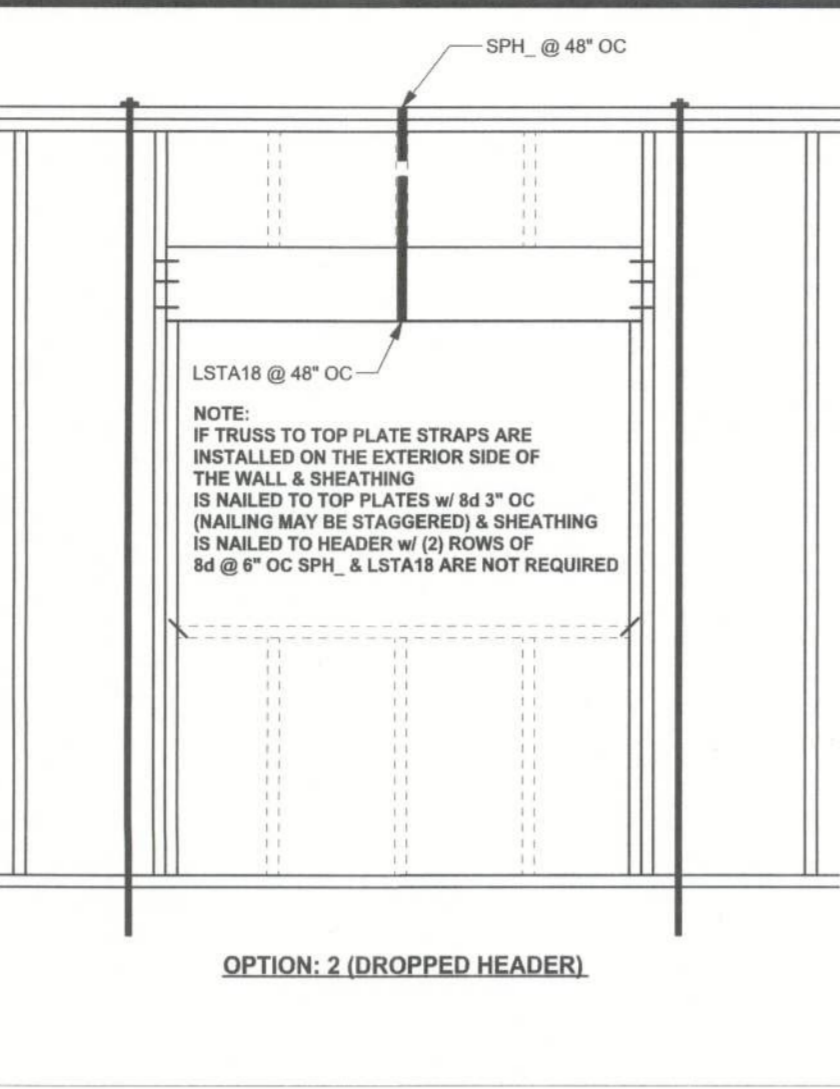 SPH_ @ 48" OC
LSTA18 @ 48" OC
NOTE:
IF TRUSS TO TOP PLATE STRAPS ARE
INSTALLED ON THE EXTERIOR SIDE OF
THE WALL & SHEATHING
IS NAILED TO TOP PLATES w/ 8d 3" OC
(NAILING MAY BE STAGGERED) & SHEATHING
IS NAILED TO HEADER w/ (2) ROWS OF
8d @ 6" OC SPH_ & LSTA18 ARE NOT REQUIRED
OPTION: 2 (DROPPED HEADER)